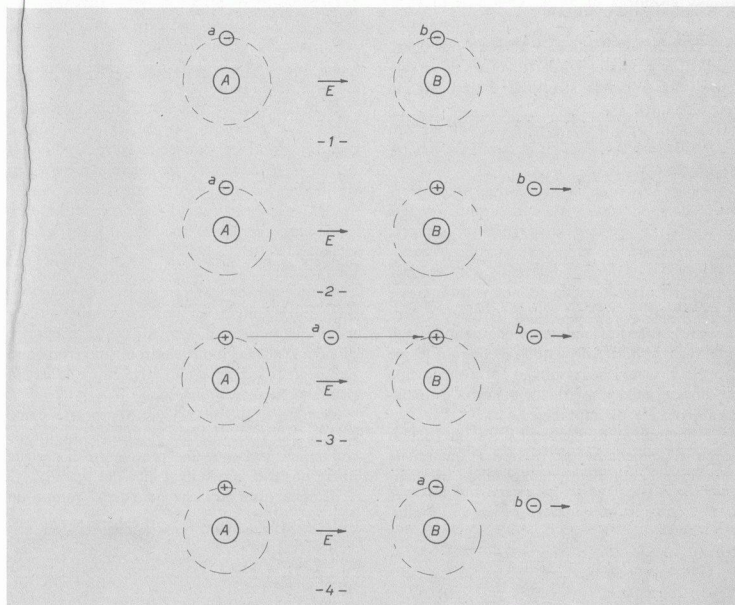 a − b −
A E B
-1-
a − + b −
A E B
-2-
+ a − + b −
A E B
-3-
+ a − b −
A E B
-4-